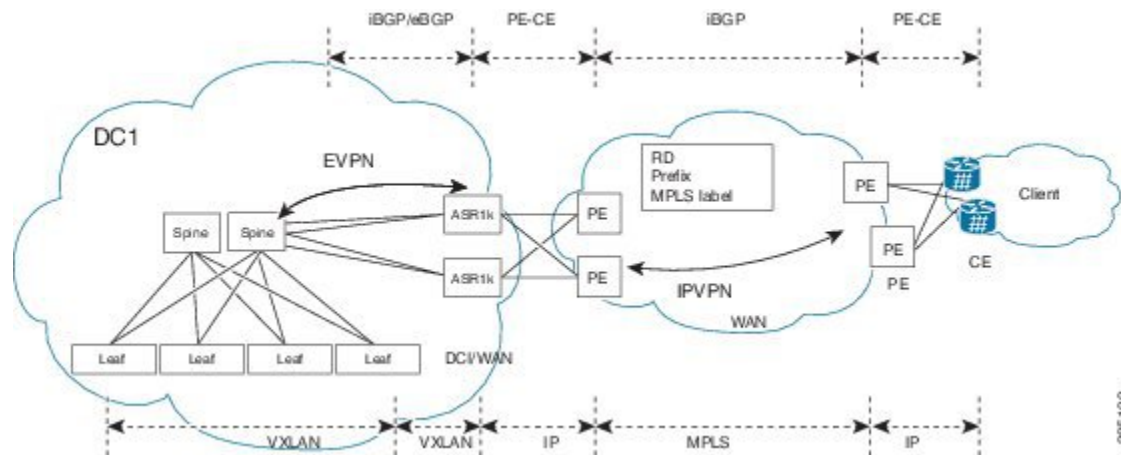 iBGP/eBGP
PE-CE
iBGP
PE-CE
DC1
EVPN
RD
Prefix
MPLS label
PE
Client
ASR1k
PE
Spine
Spine
ASR1k
PE
IPVPN
PE
PE
CE
WAN
Leaf
Leaf
Leaf
Leaf
DCI/WAN
VXLAN
VXLAN
IP
MPLS
IP